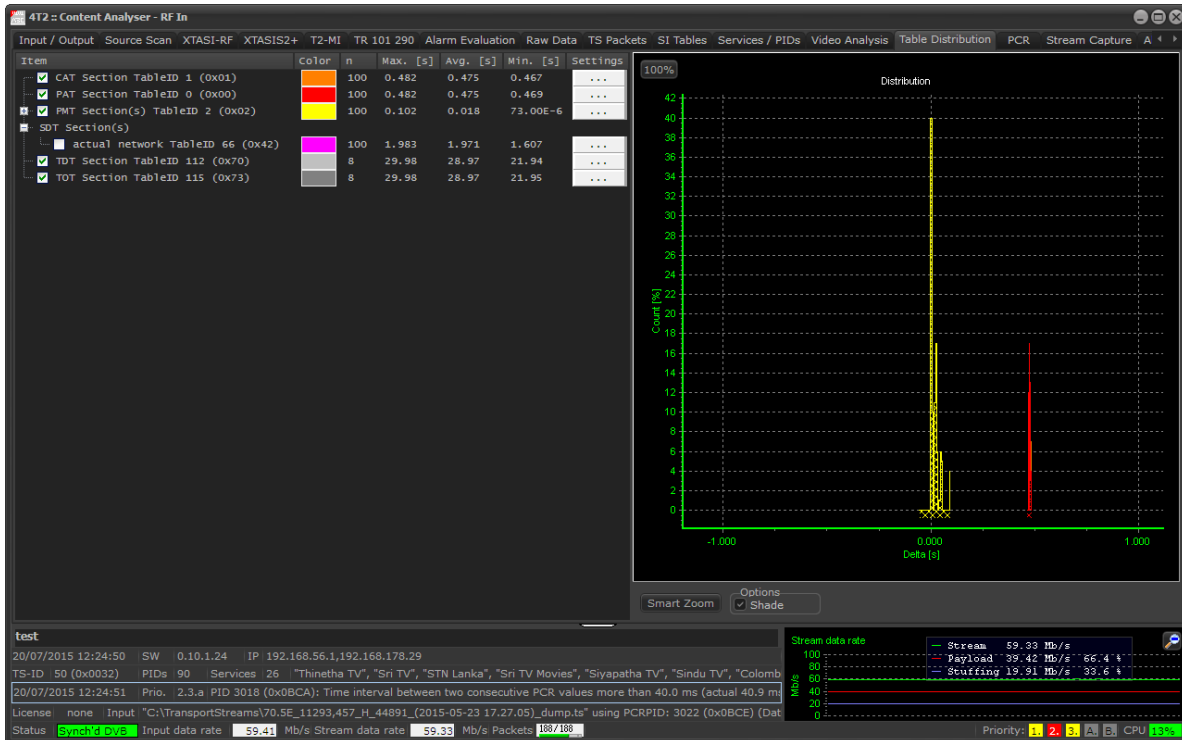 4T2 :: Content Analyser - RF In
Input / Output Source Scan XTASI-RF XTASIS2+ T2-MI TR 101 290 Alarm Evaluation Raw Data TS Packets SI Tables Services / PIDs Video Analysis Table Distribution PCR Stream Capture A
Item Color n Max. [s] Avg. [s] Min. [s] Settings
CAT Section TableID 1 (0x01) 100 0.482 0.475 0.467 ...
PAT Section TableID 0 (0x00) 100 0.482 0.475 0.469 ...
PMT Section(s) TableID 2 (0x02) 100 0.102 0.018 73.00E-6 ...
SDT Section(s)
actual network TableID 66 (0x42) 100 1.983 1.971 1.607 ...
TDT Section TableID 112 (0x70) 8 29.98 28.97 21.94 ...
TOT Section TableID 115 (0x73) 8 29.98 28.97 21.95 ...
100%
Distribution
42
40
38
36
34
32
30
28
26
24
22
20
18
16
14
12
10
8
6
4
2
0
Count [%]
-1.000 0.000 1.000
Delta [s]
Smart Zoom
Options
Shade
test
20/07/2015 12:24:50 SW 0.10.1.24 IP 192.168.56.1,192.168.178.29
TS-ID 50 (0x0032) PIDs 90 Services 26 "Thinetha TV", "Sri TV", "STN Lanka", "Sri TV Movies", "Siyapatha TV", "Sindu TV", "Colomb
20/07/2015 12:24:51 Prio. 2.3.a PID 3018 (0x0BCA): Time interval between two consecutive PCR values more than 40.0 ms (actual 40.9 ms
License none Input "C:\TransportStreams\70.5E_11293,457_H_44891_(2015-05-23 17.27.05)_dump.ts" using PCRPID: 3022 (0x0BCE) (Dat
Status Synch'd DVB Input data rate 59.41 Mb/s Stream data rate 59.33 Mb/s Packets 188/188
Stream data rate
100
80
60
40
20
0
Mb/s
Stream 59.33 Mb/s
Payload 39.42 Mb/s 66.4 %
Stuffing 19.91 Mb/s 33.6 %
Priority: 1. 2. 3. A. B. CPU 13%